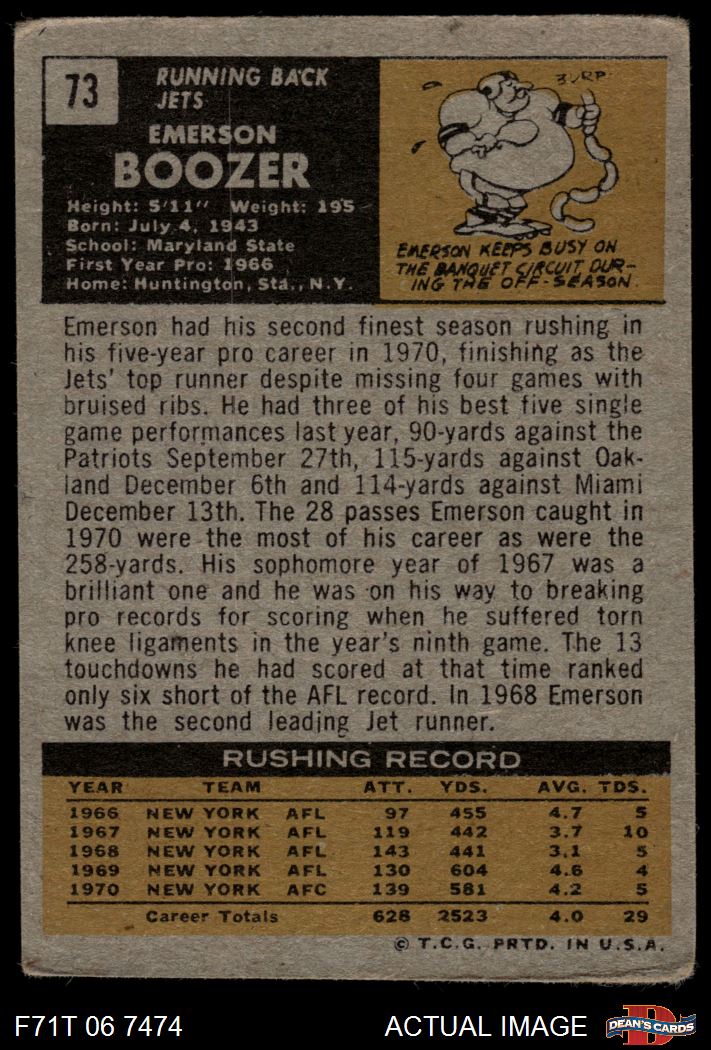 73
RUNNING BACK
JETS
EMERSON
BOOZER
Height: 5'11" Weight: 195
Born: July 4, 1943
School: Maryland State
First Year Pro: 1966
Home: Huntington, Sta., N.Y.
BURP
EMERSON KEEPS BUSY ON
THE BANQUET CIRCUIT DUR-
ING THE OFF-SEASON.
Emerson had his second finest season rushing in
his five-year pro career in 1970, finishing as the
Jets' top runner despite missing four games with
bruised ribs. He had three of his best five single
game performances last year, 90-yards against the
Patriots September 27th, 115-yards against Oak-
land December 6th and 114-yards against Miami
December 13th. The 28 passes Emerson caught in
1970 were the most of his career as were the
258-yards. His sophomore year of 1967 was a
brilliant one and he was on his way to breaking
pro records for scoring when he suffered torn
knee ligaments in the year's ninth game. The 13
touchdowns he had scored at that time ranked
only six short of the AFL record. In 1968 Emerson
was the second leading Jet runner.
RUSHING RECORD
YEAR TEAM ATT. YDS. AVG. TDS.
1966 NEW YORK AFL 97 455 4.7 5
1967 NEW YORK AFL 119 442 3.7 10
1968 NEW YORK AFL 143 441 3.1 5
1969 NEW YORK AFL 130 604 4.6 4
1970 NEW YORK AFC 139 581 4.2 5
Career Totals 628 2523 4.0 29
© T.C.G. PRTD. IN U.S.A.
F71T 06 7474 ACTUAL IMAGE DEAN'S CARDS